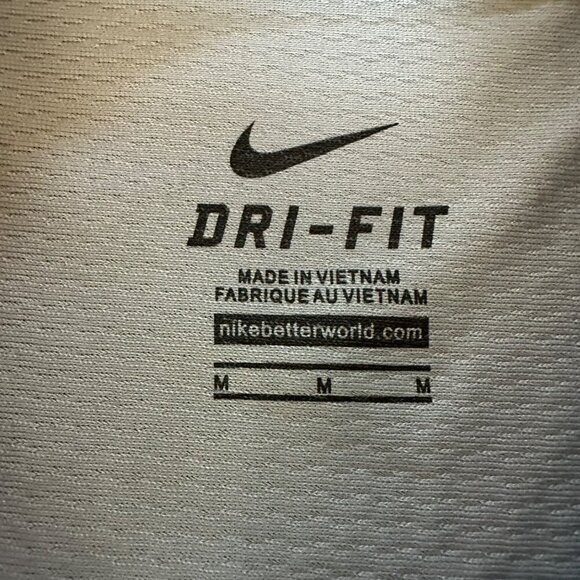 DRI-FIT
MADE IN VIETNAM
FABRIQUE AU VIETNAM
nikebetterworld.com
M M M